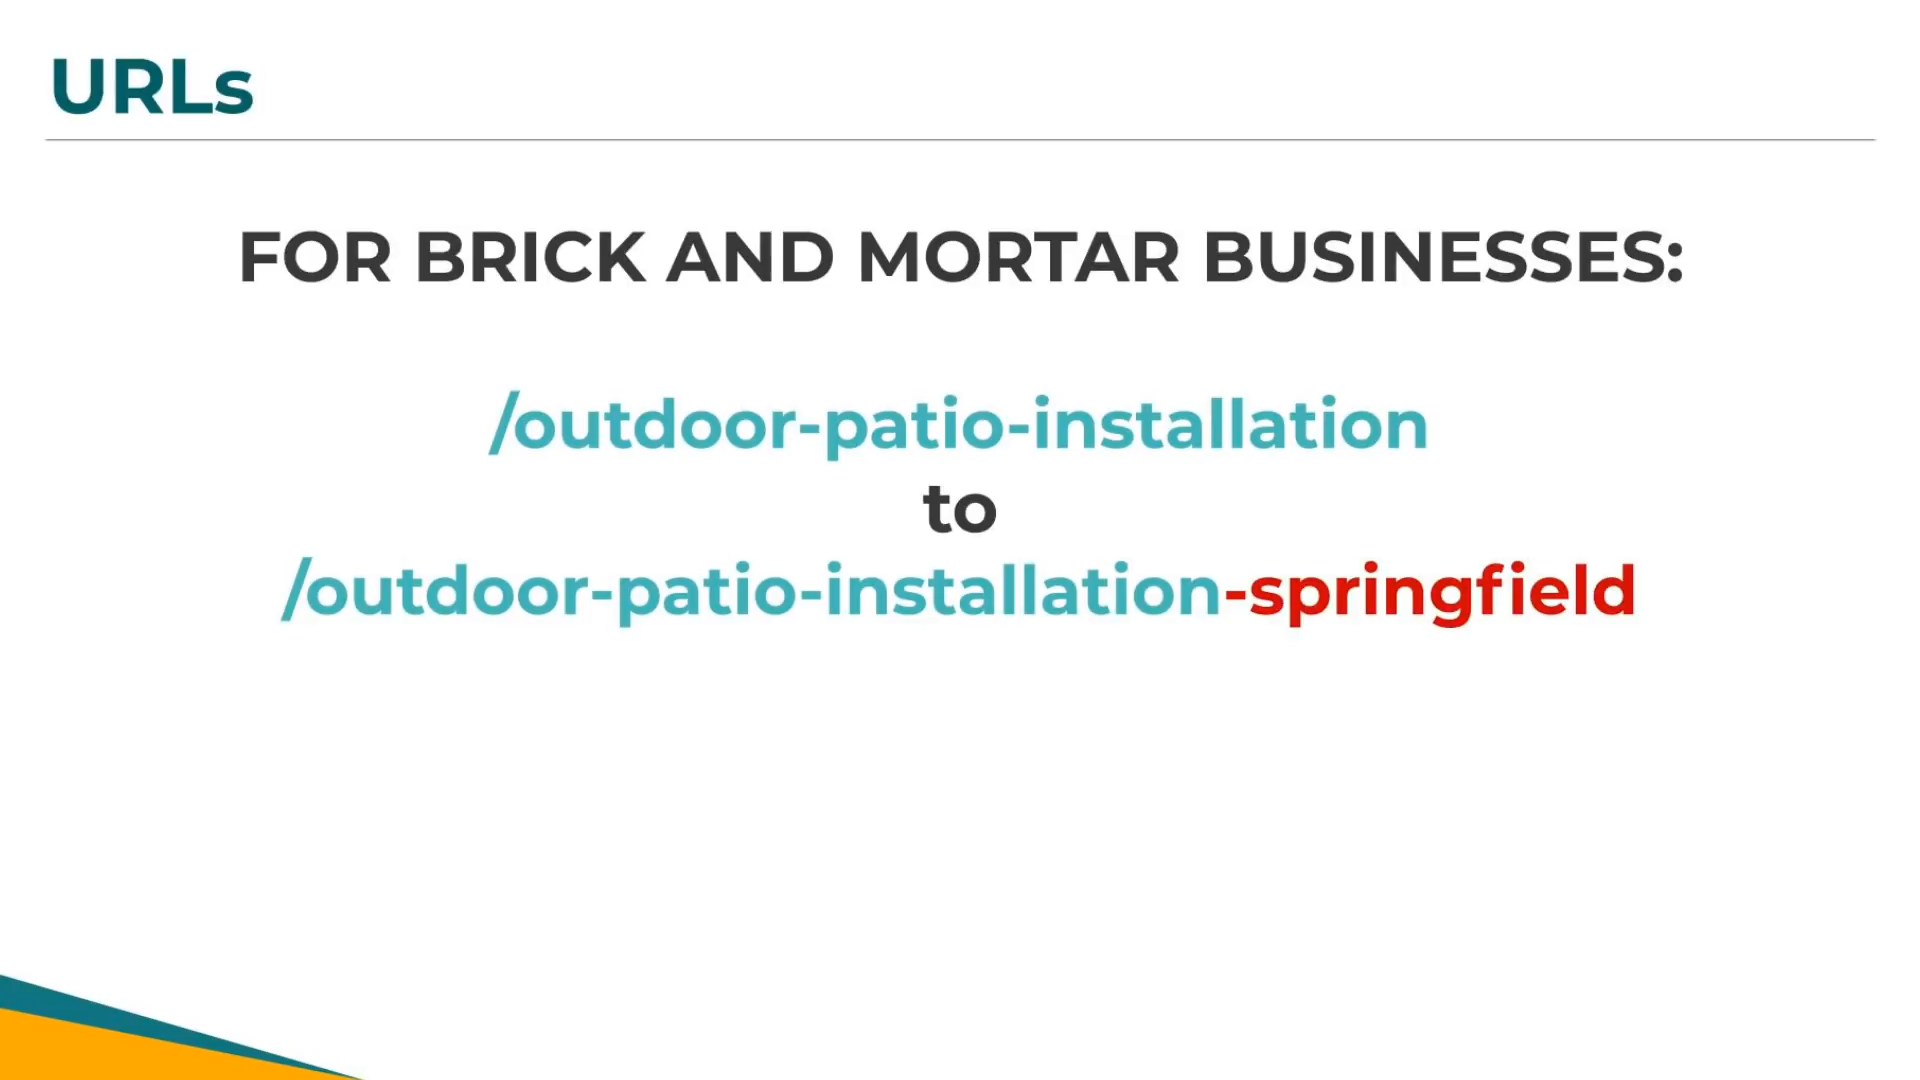 URLs
FOR BRICK AND MORTAR BUSINESSES:
/outdoor-patio-installation
to
/outdoor-patio-installation-springfield